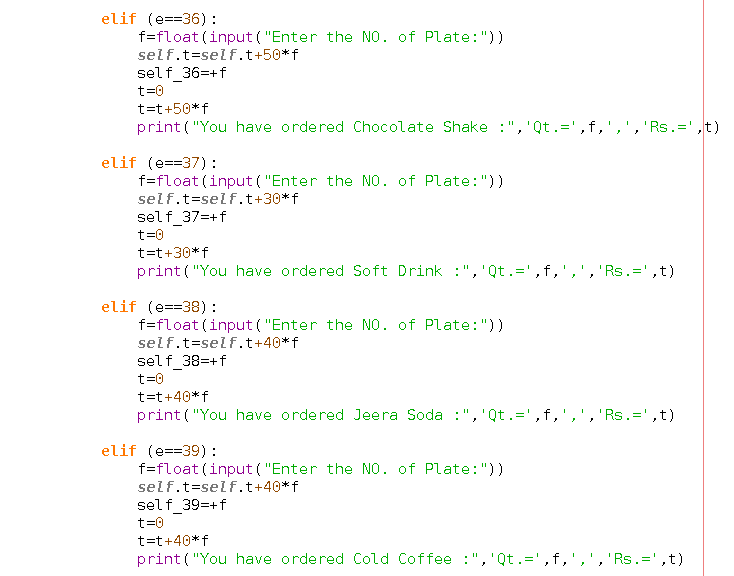 elif (e==36):
f=float(input("Enter the NO. of Plate:"))
self.t=self.t+50*f
self_36=+f
t=0
t=t+50*f
print("You have ordered Chocolate Shake :",'Qt.=',f,',','Rs.=',t)
elif (e==37):
f=float(input("Enter the NO. of Plate:"))
self.t=self.t+30*f
self_37=+f
t=0
t=t+30*f
print("You have ordered Soft Drink :",'Qt.=',f,',','Rs.=',t)
elif (e==38):
f=float(input("Enter the NO. of Plate:"))
self.t=self.t+40*f
self_38=+f
t=0
t=t+40*f
print("You have ordered Jeera Soda :",'Qt.=',f,',','Rs.=',t)
elif (e==39):
f=float(input("Enter the NO. of Plate:"))
self.t=self.t+40*f
self_39=+f
t=0
t=t+40*f
print("You have ordered Cold Coffee :",'Qt.=',f,',','Rs.=',t)